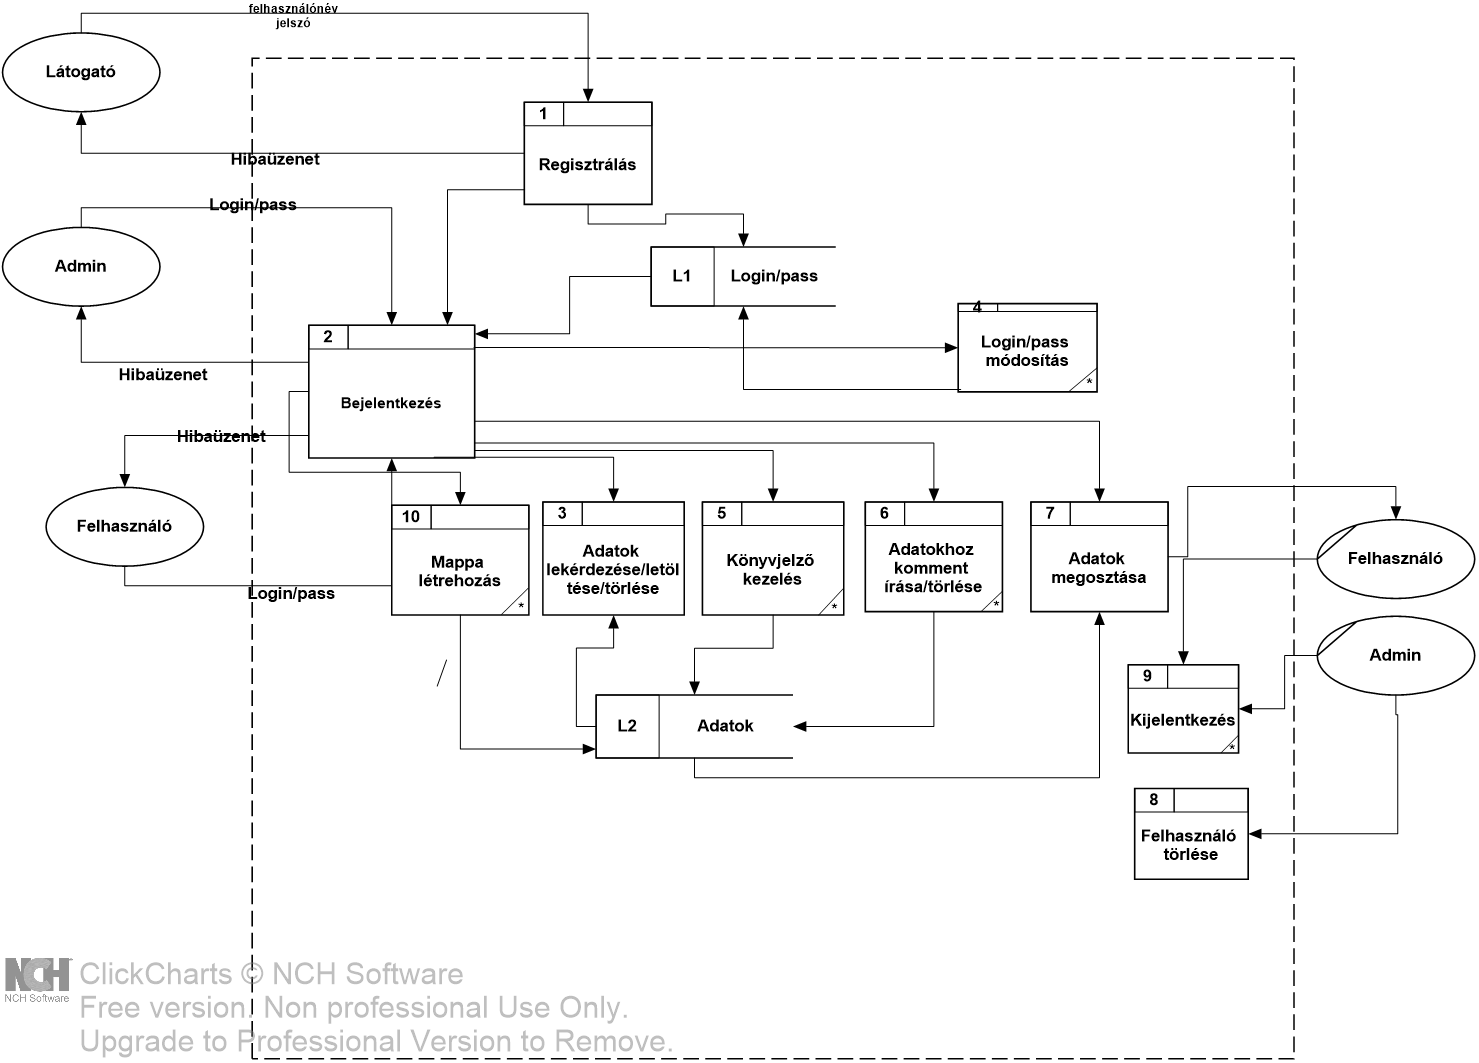 felhasználónév
jelszó
Látogató
1
Regisztrálás
Hibaüzenet
Login/pass
Admin
L1
Login/pass
4
Login/pass
módosítás
*
2
Bejelentkezés
Hibaüzenet
Hibaüzenet
Felhasználó
Login/pass
10
Mappa
létrehozás
*
3
Adatok
lekérdezése/letöl
tése/törlése
5
Könyvjelző
kezelés
*
6
Adatokhoz
komment
írása/törlése
*
7
Adatok
megosztása
Felhasználó
Admin
9
Kijelentkezés
*
L2
Adatok
8
Felhasználó
törlése
NCH
NCH Software
ClickCharts © NCH Software
Free version. Non professional Use Only.
Upgrade to Professional Version to Remove.